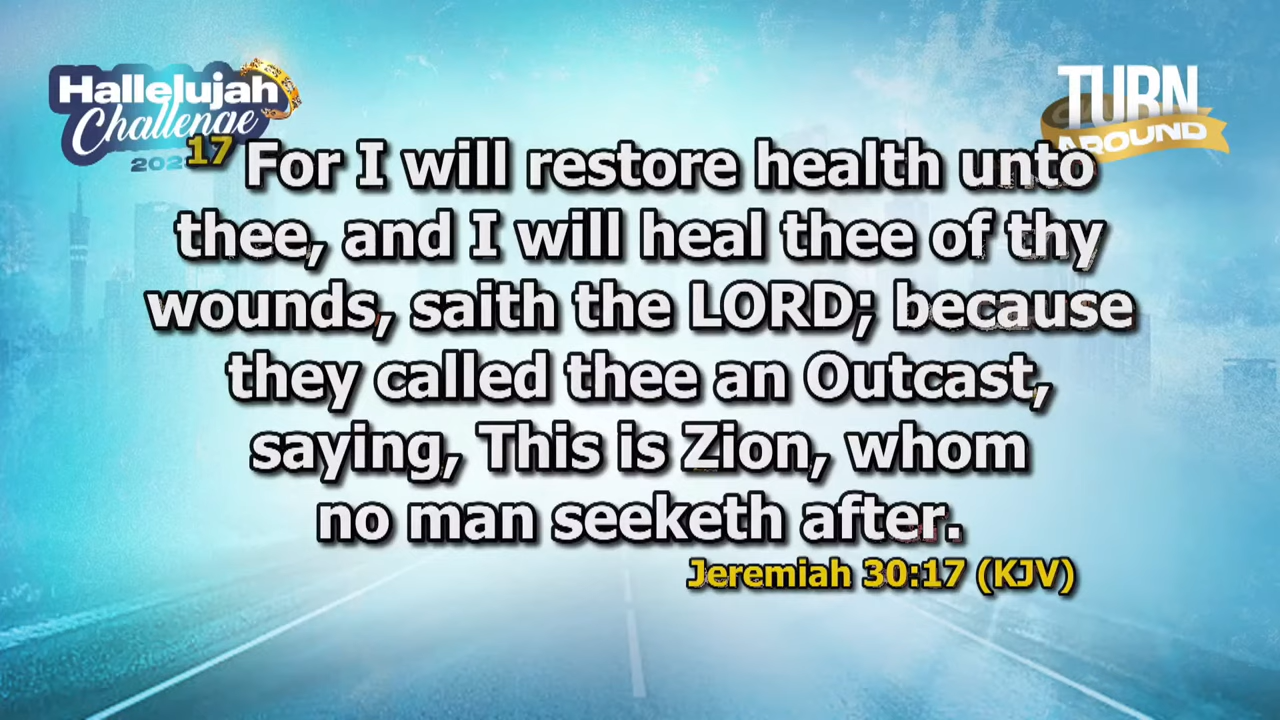 Hallelujah
Challenge
TURN
AROUND
17 For I will restore health unto
thee, and I will heal thee of thy
wounds, saith the LORD; because
they called thee an Outcast,
saying, This is Zion, whom
no man seeketh after.
Jeremiah 30:17 (KJV)